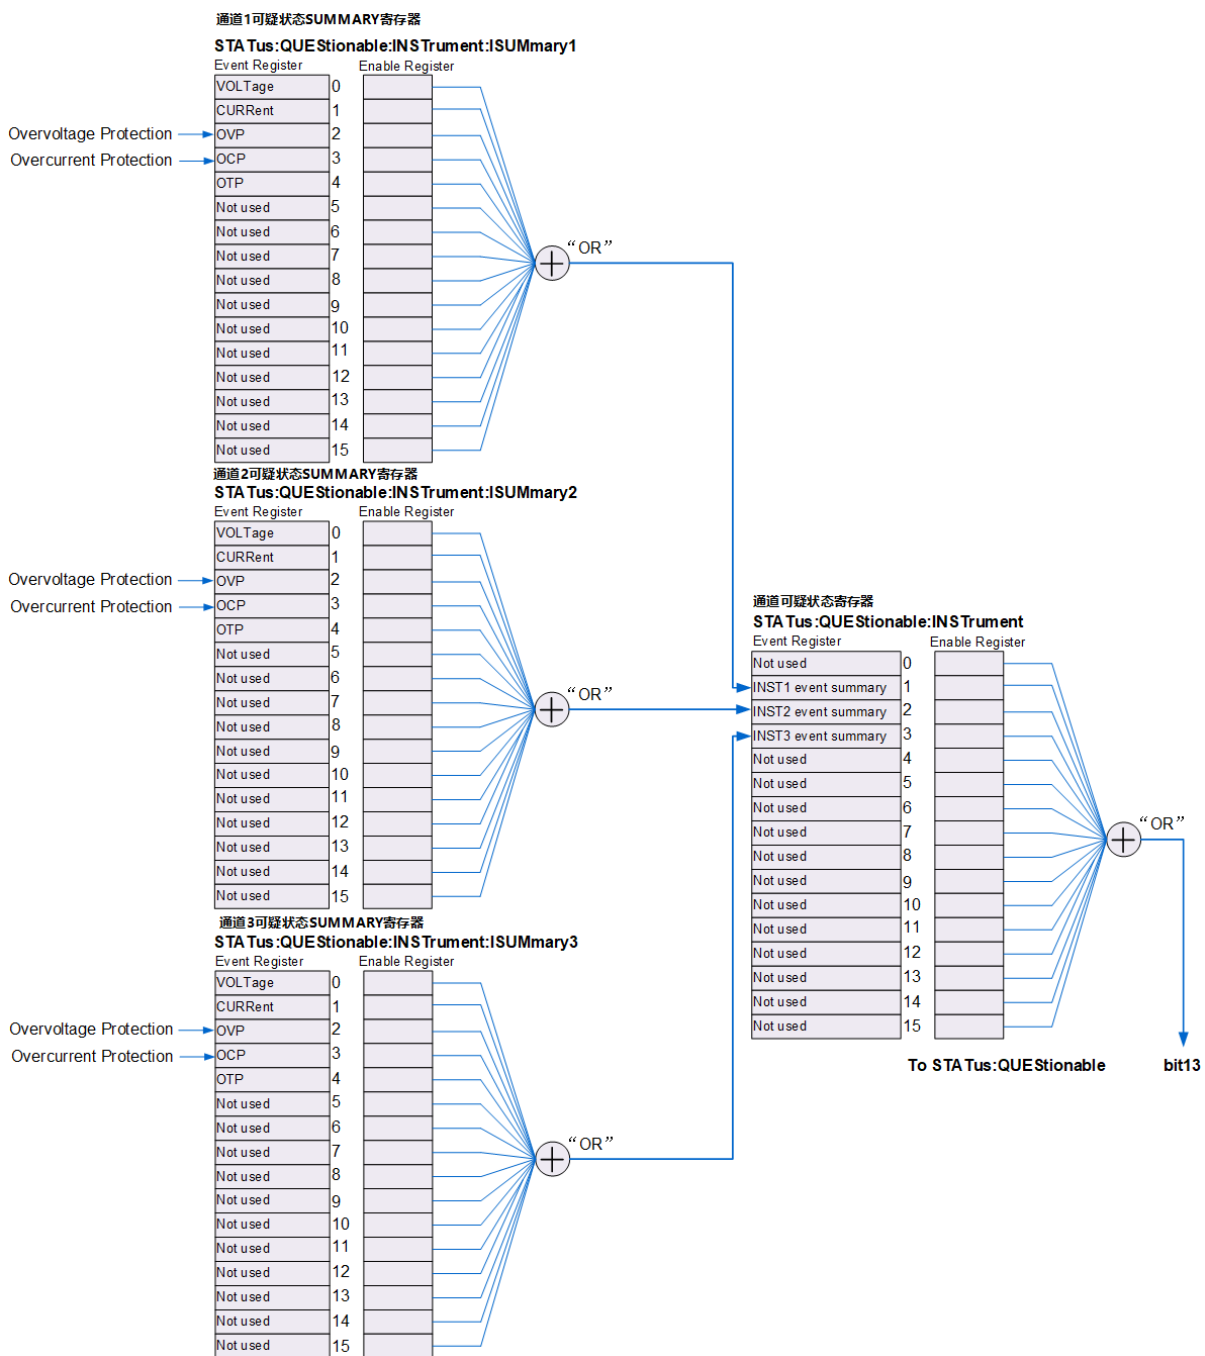 通道1可疑状态SUMMARY寄存器
STATus:QUEStionable:INSTrument:ISUMmary1
Event Register Enable Register
VOLTage 0
CURRent 1
Overvoltage Protection OVP 2
Overcurrent Protection OCP 3
OTP 4
Not used 5
Not used 6
Not used 7
“OR”
Not used 8
Not used 9
Not used 10
Not used 11
Not used 12
Not used 13
Not used 14
Not used 15
通道2可疑状态SUMMARY寄存器
STATus:QUEStionable:INSTrument:ISUMmary2
Event Register Enable Register
VOLTage 0
CURRent 1
Overvoltage Protection OVP 2
Overcurrent Protection OCP 3
OTP 4
Not used 5
Not used 6
Not used 7
“OR”
Not used 8
Not used 9
Not used 10
Not used 11
Not used 12
Not used 13
Not used 14
Not used 15
通道3可疑状态SUMMARY寄存器
STATus:QUEStionable:INSTrument:ISUMmary3
Event Register Enable Register
VOLTage 0
CURRent 1
Overvoltage Protection OVP 2
Overcurrent Protection OCP 3
OTP 4
Not used 5
Not used 6
Not used 7
“OR”
Not used 8
Not used 9
Not used 10
Not used 11
Not used 12
Not used 13
Not used 14
Not used 15
通道可疑状态寄存器
STATus:QUEStionable:INSTrument
Event Register Enable Register
Not used 0
INST1 event summary 1
INST2 event summary 2
INST3 event summary 3
Not used 4
Not used 5
Not used 6
Not used 7
“OR”
Not used 8
Not used 9
Not used 10
Not used 11
Not used 12
Not used 13
Not used 14
Not used 15
To STATus:QUEStionable bit13